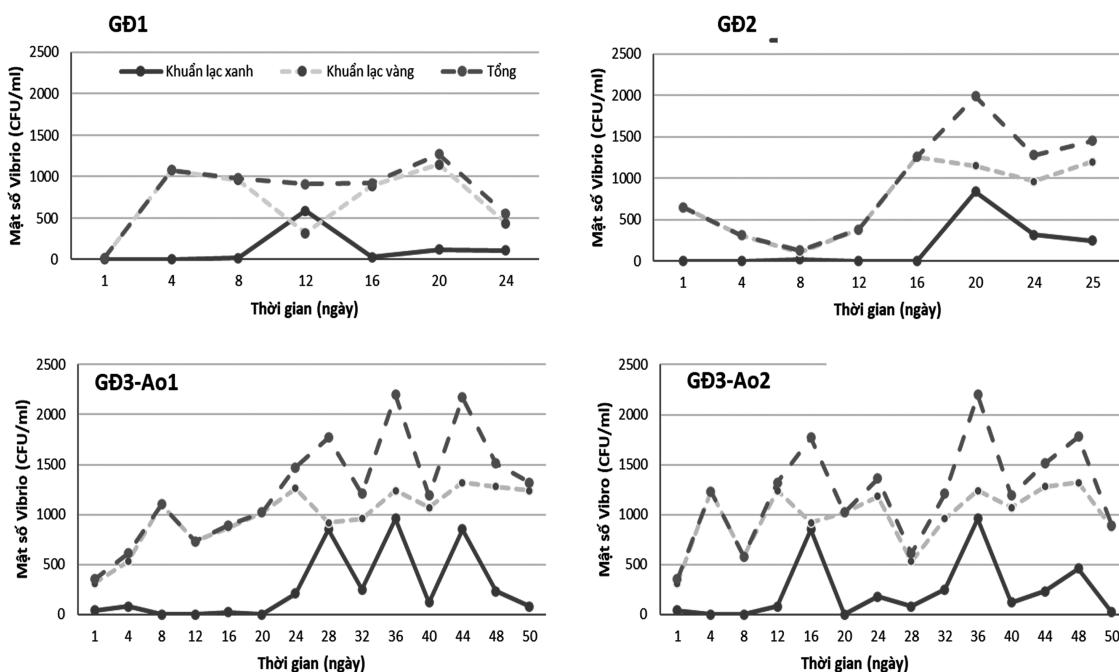 GĐ1
Mật số Vibrio (CFU/ml)
2500
2000
1500
1000
500
0
Khuẩn lạc xanh Khuẩn lạc vàng Tổng
1 4 8 12 16 20 24
Thời gian (ngày)
GĐ2
Mật số Vibrio (CFU/ml)
2500
2000
1500
1000
500
0
1 4 8 12 16 20 24 25
Thời gian (ngày)
GĐ3-Ao1
Mật số Vibrio (CFU/ml)
2500
2000
1500
1000
500
0
1 4 8 12 16 20 24 28 32 36 40 44 48 50
Thời gian (ngày)
GĐ3-Ao2
Mật số Vibro (CFU/ml)
2500
2000
1500
1000
500
0
1 4 8 12 16 20 24 28 32 36 40 44 48 50
Thời gian (ngày)